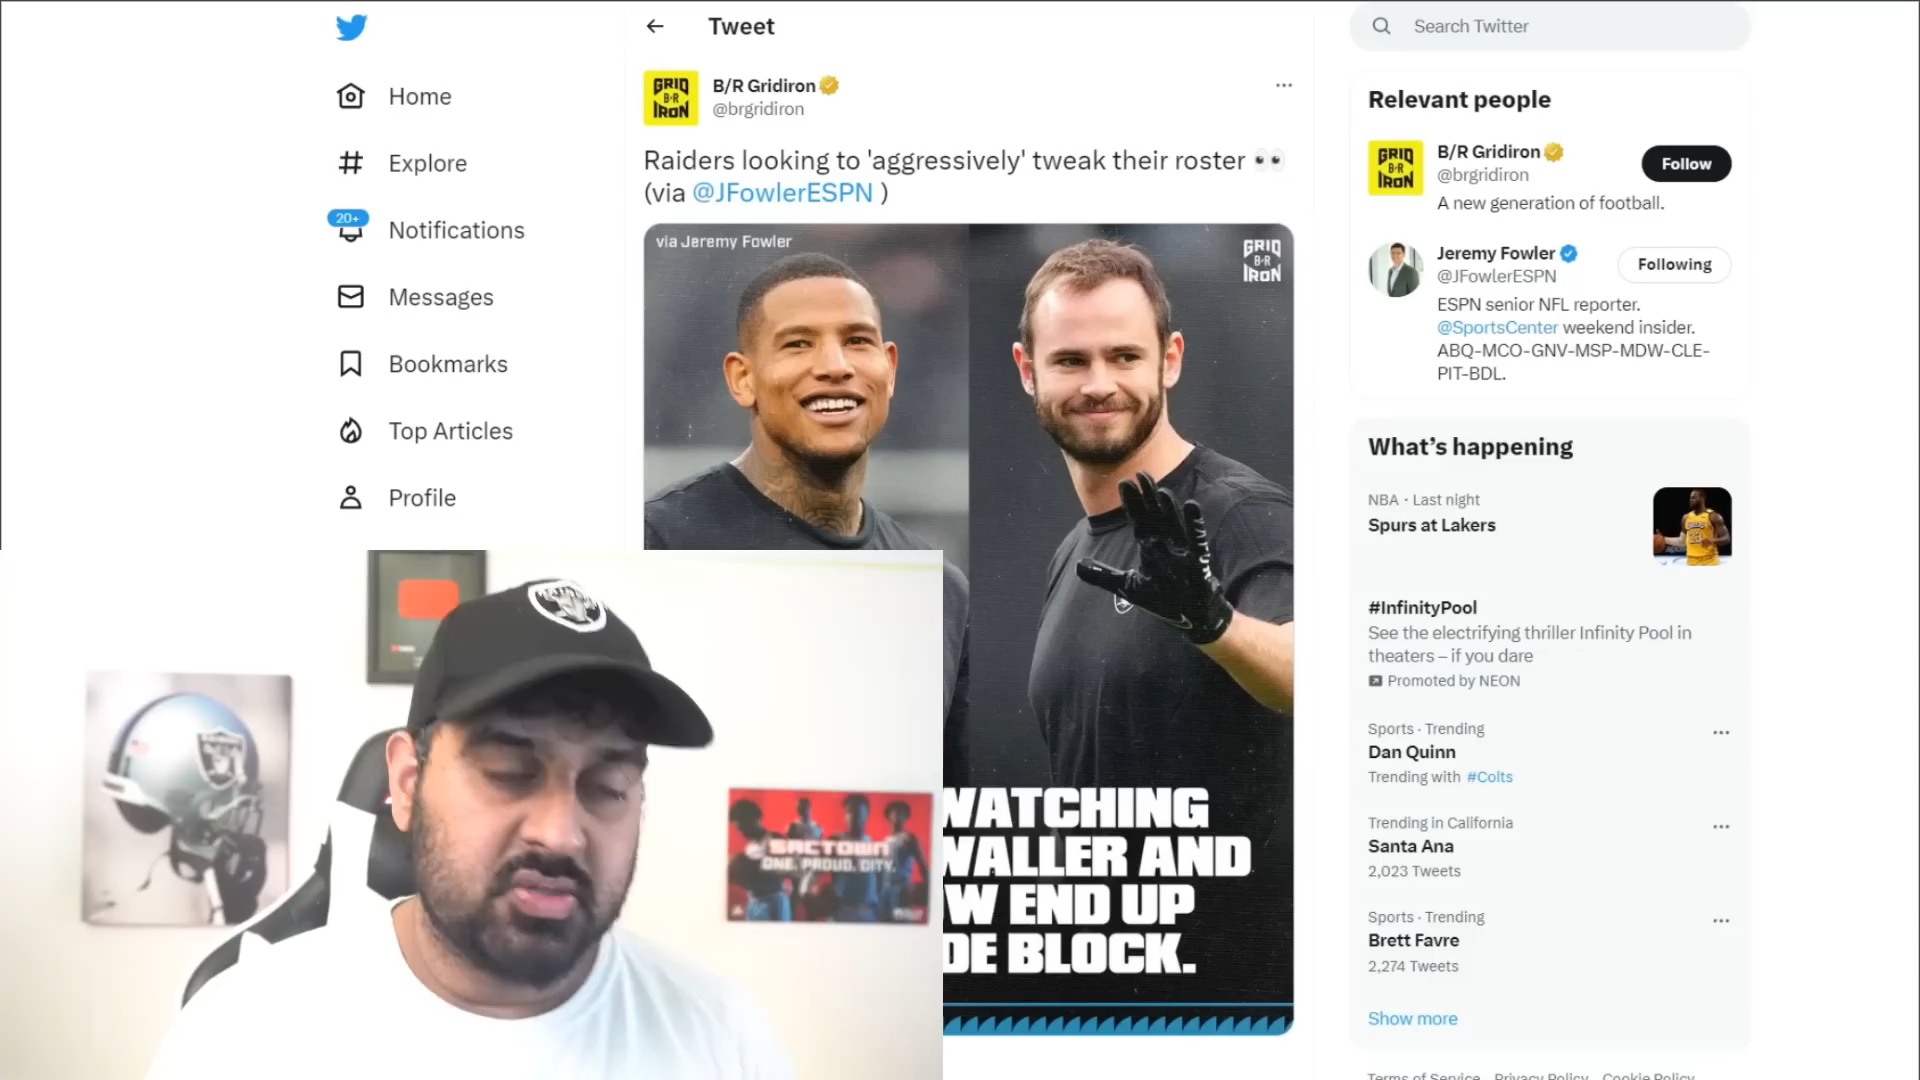 Tweet
Search Twitter
Home
Explore
20+
Notifications
Messages
Bookmarks
Top Articles
Profile
GRID
B·R
IRON
B/R Gridiron
@brgridiron
Raiders looking to 'aggressively' tweak their roster 👀
(via @JFowlerESPN )
via Jeremy Fowler
GRID
B·R
IRON
WATCHING
WALLER AND
END UP
BLOCK.
SACTOWN
ONE. PROUD. CITY.
Relevant people
GRID
B·R
IRON
B/R Gridiron
@brgridiron
Follow
A new generation of football.
Jeremy Fowler
@JFowlerESPN
Following
ESPN senior NFL reporter.
@SportsCenter weekend insider.
ABQ-MCO-GNV-MSP-MDW-CLE-
PIT-BDL.
What's happening
NBA · Last night
Spurs at Lakers
#InfinityPool
See the electrifying thriller Infinity Pool in
theaters – if you dare
Promoted by NEON
Sports · Trending
Dan Quinn
Trending with #Colts
Trending in California
Santa Ana
2,023 Tweets
Sports · Trending
Brett Favre
2,274 Tweets
Show more
Terms of Service Privacy Policy Cookie Policy